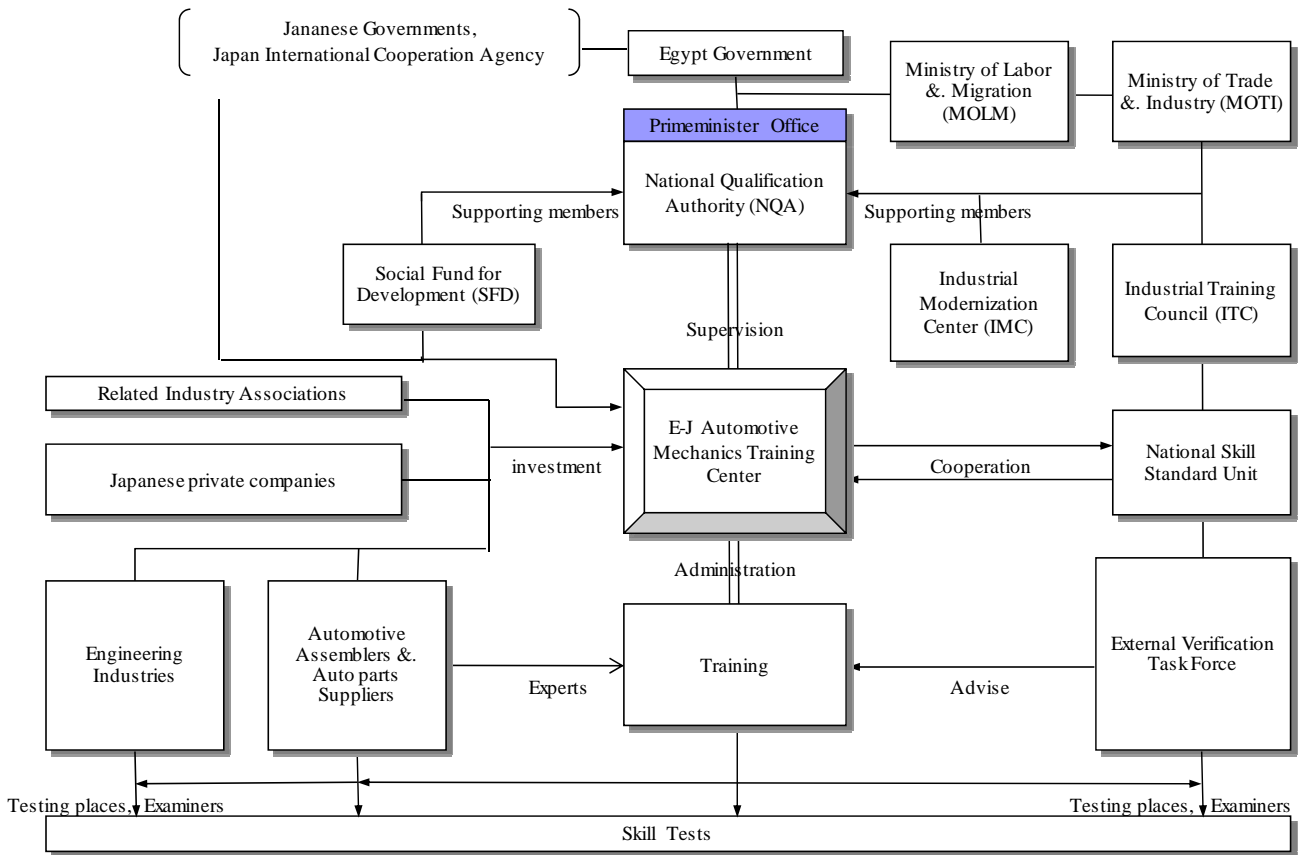 Jananese Governments,
Japan International Cooperation Agency
Egypt Government
Ministry of Labor
&. Migration
(MOLM)
Ministry of Trade
&. Industry (MOTI)
Primeminister Office
National Qualification
Authority (NQA)
Supporting members
Supporting members
Social Fund for
Development (SFD)
Industrial
Modernization
Center (IMC)
Industrial Training
Council (ITC)
Supervision
Related Industry Associations
E-J Automotive
Mechanics Training
Center
Japanese private companies
investment
Cooperation
National Skill
Standard Unit
Administration
Engineering
Industries
Automotive
Assemblers &.
Auto parts
Suppliers
Experts
Training
Advise
External Verification
Task Force
Testing places, Examiners
Testing places, Examiners
Skill Tests